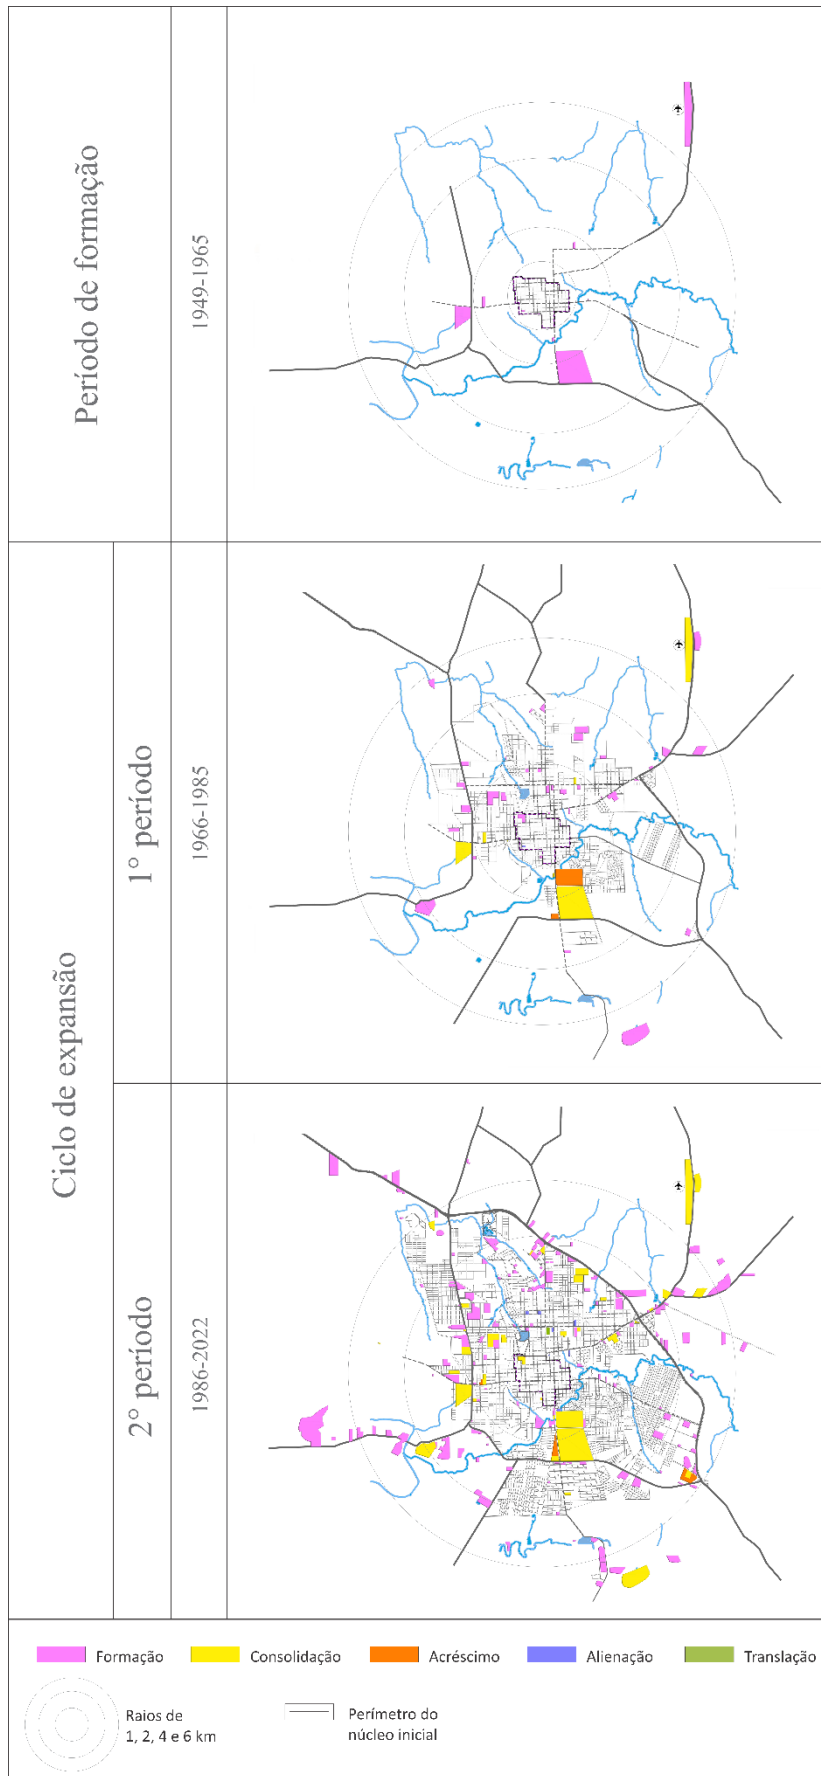 Período de formação
1949-1965
Ciclo de expansão
1° período
1966-1985
2° período
1986-2022
Formação
Consolidação
Acréscimo
Alienação
Translação
Raios de
1, 2, 4 e 6 km
Perímetro do
núcleo inicial